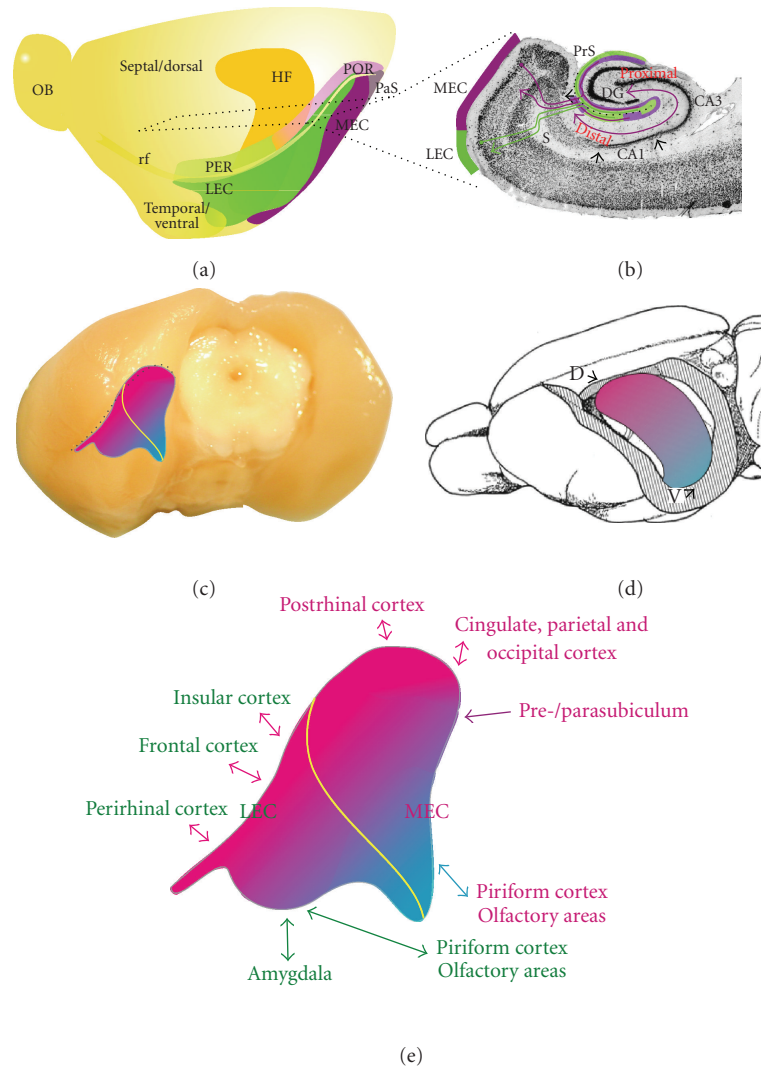 OB
Septal/dorsal
HF
POR
PaS
MEC
rf
PER
LEC
Temporal/
ventral
(a)
PrS
MEC
Proximal
DG
CA3
Distal
S
LEC
CA1
(b)
(c)
D
V
(d)
Postrhinal cortex
Cingulate, parietal and
occipital cortex
Insular cortex
Pre-/parasubiculum
Frontal cortex
Perirhinal cortex
LEC
MEC
Piriform cortex
Olfactory areas
Piriform cortex
Olfactory areas
Amygdala
(e)